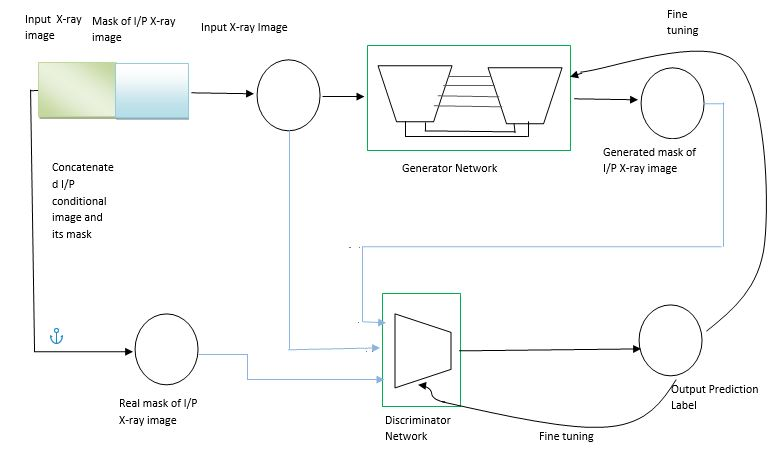 Input X-ray
image
Mask of I/P X-ray
image
Input X-ray Image
Fine
tuning
Concatenate
d I/P
conditional
image and
its mask
Generator Network
Generated mask of
I/P X-ray image
Real mask of I/P
X-ray image
Discriminator
Network
Output Prediction
Label
Fine tuning